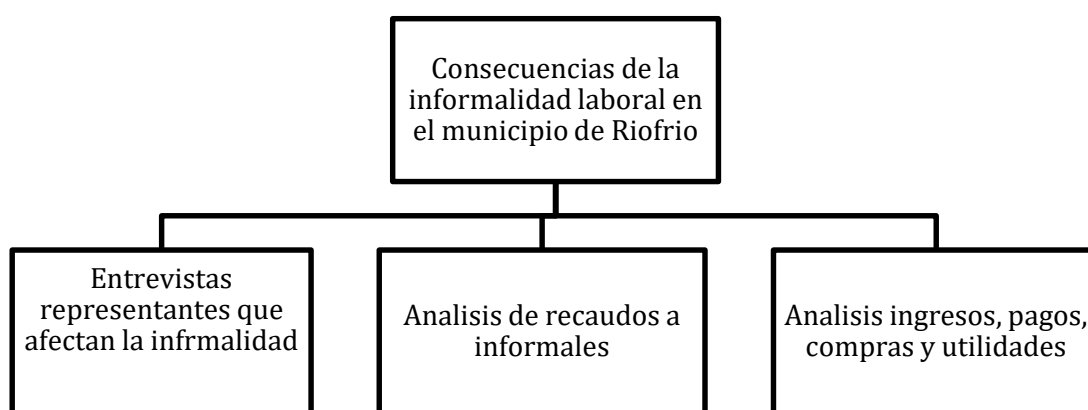 Consecuencias de la
informalidad laboral en
el municipio de Riofrio
Entrevistas
representantes que
afectan la infrmalidad
Analisis de recaudos a
informales
Analisis ingresos, pagos,
compras y utilidades